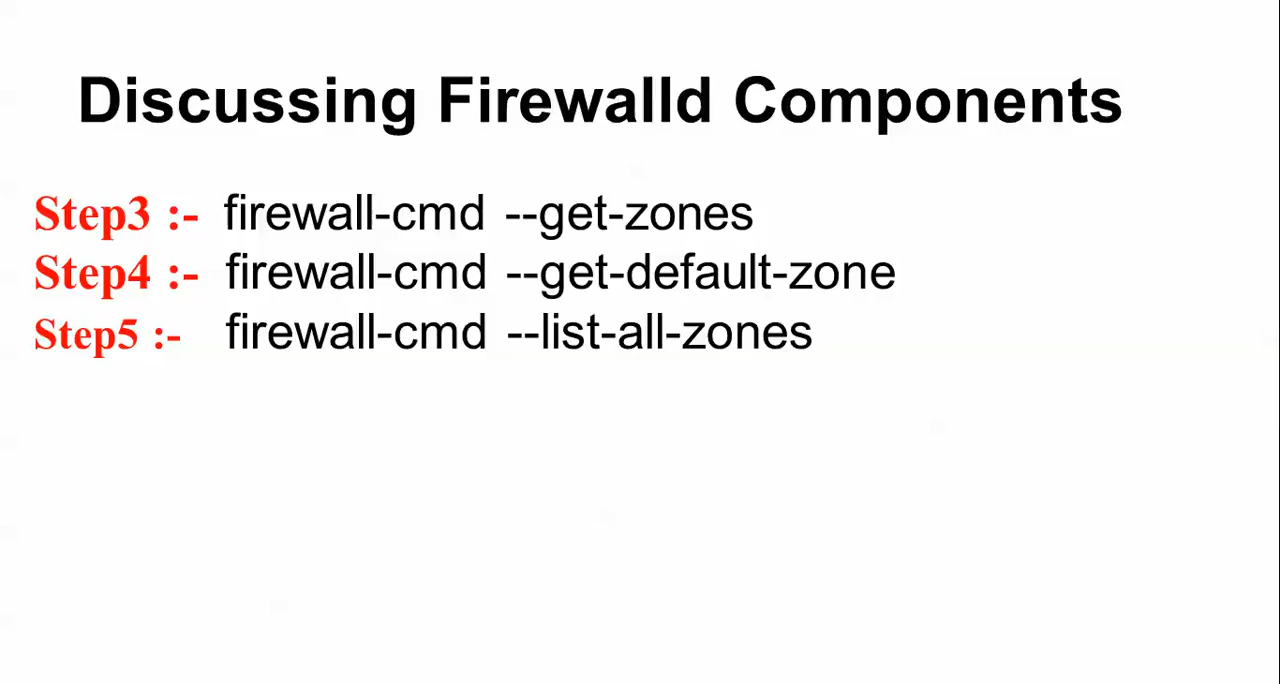 Discussing Firewalld Components
Step3 :- firewall-cmd --get-zones
Step4 :- firewall-cmd --get-default-zone
Step5 :- firewall-cmd --list-all-zones